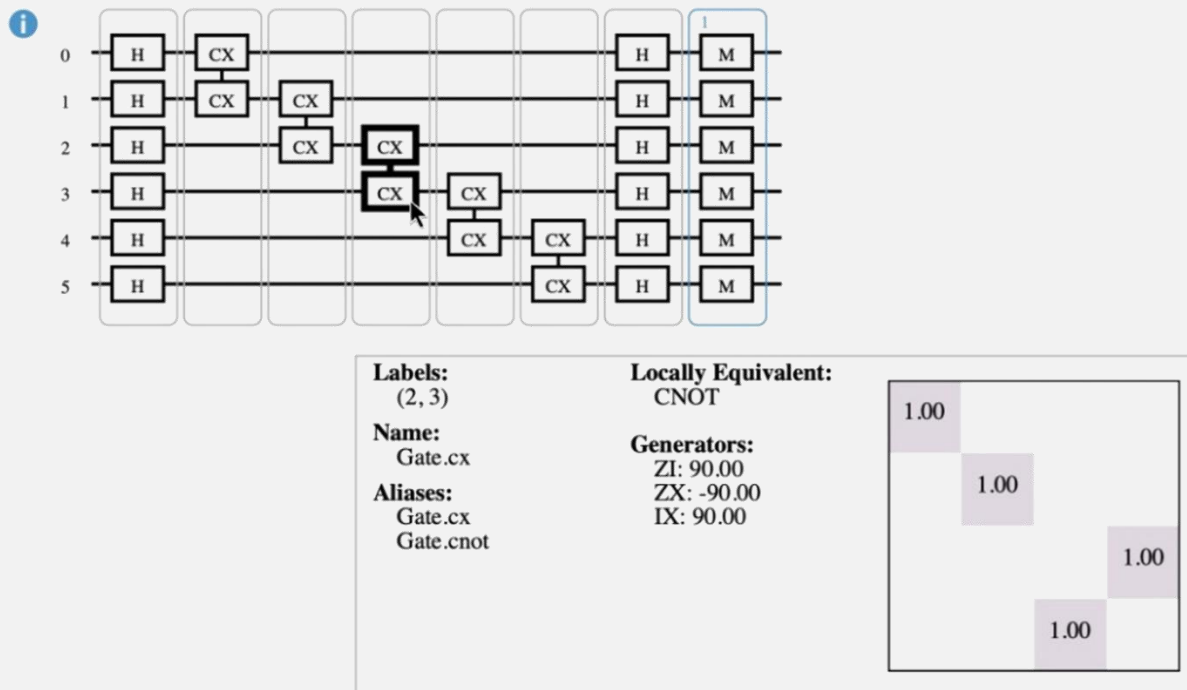 1
0 H CX H M
1 H CX CX H M
2 H CX CX H M
3 H CX CX H M
4 H CX CX H M
5 H CX H M
Labels:
(2, 3)
Name:
Gate.cx
Aliases:
Gate.cx
Gate.cnot
Locally Equivalent:
CNOT
Generators:
ZI: 90.00
ZX: -90.00
IX: 90.00
1.00
1.00
1.00
1.00